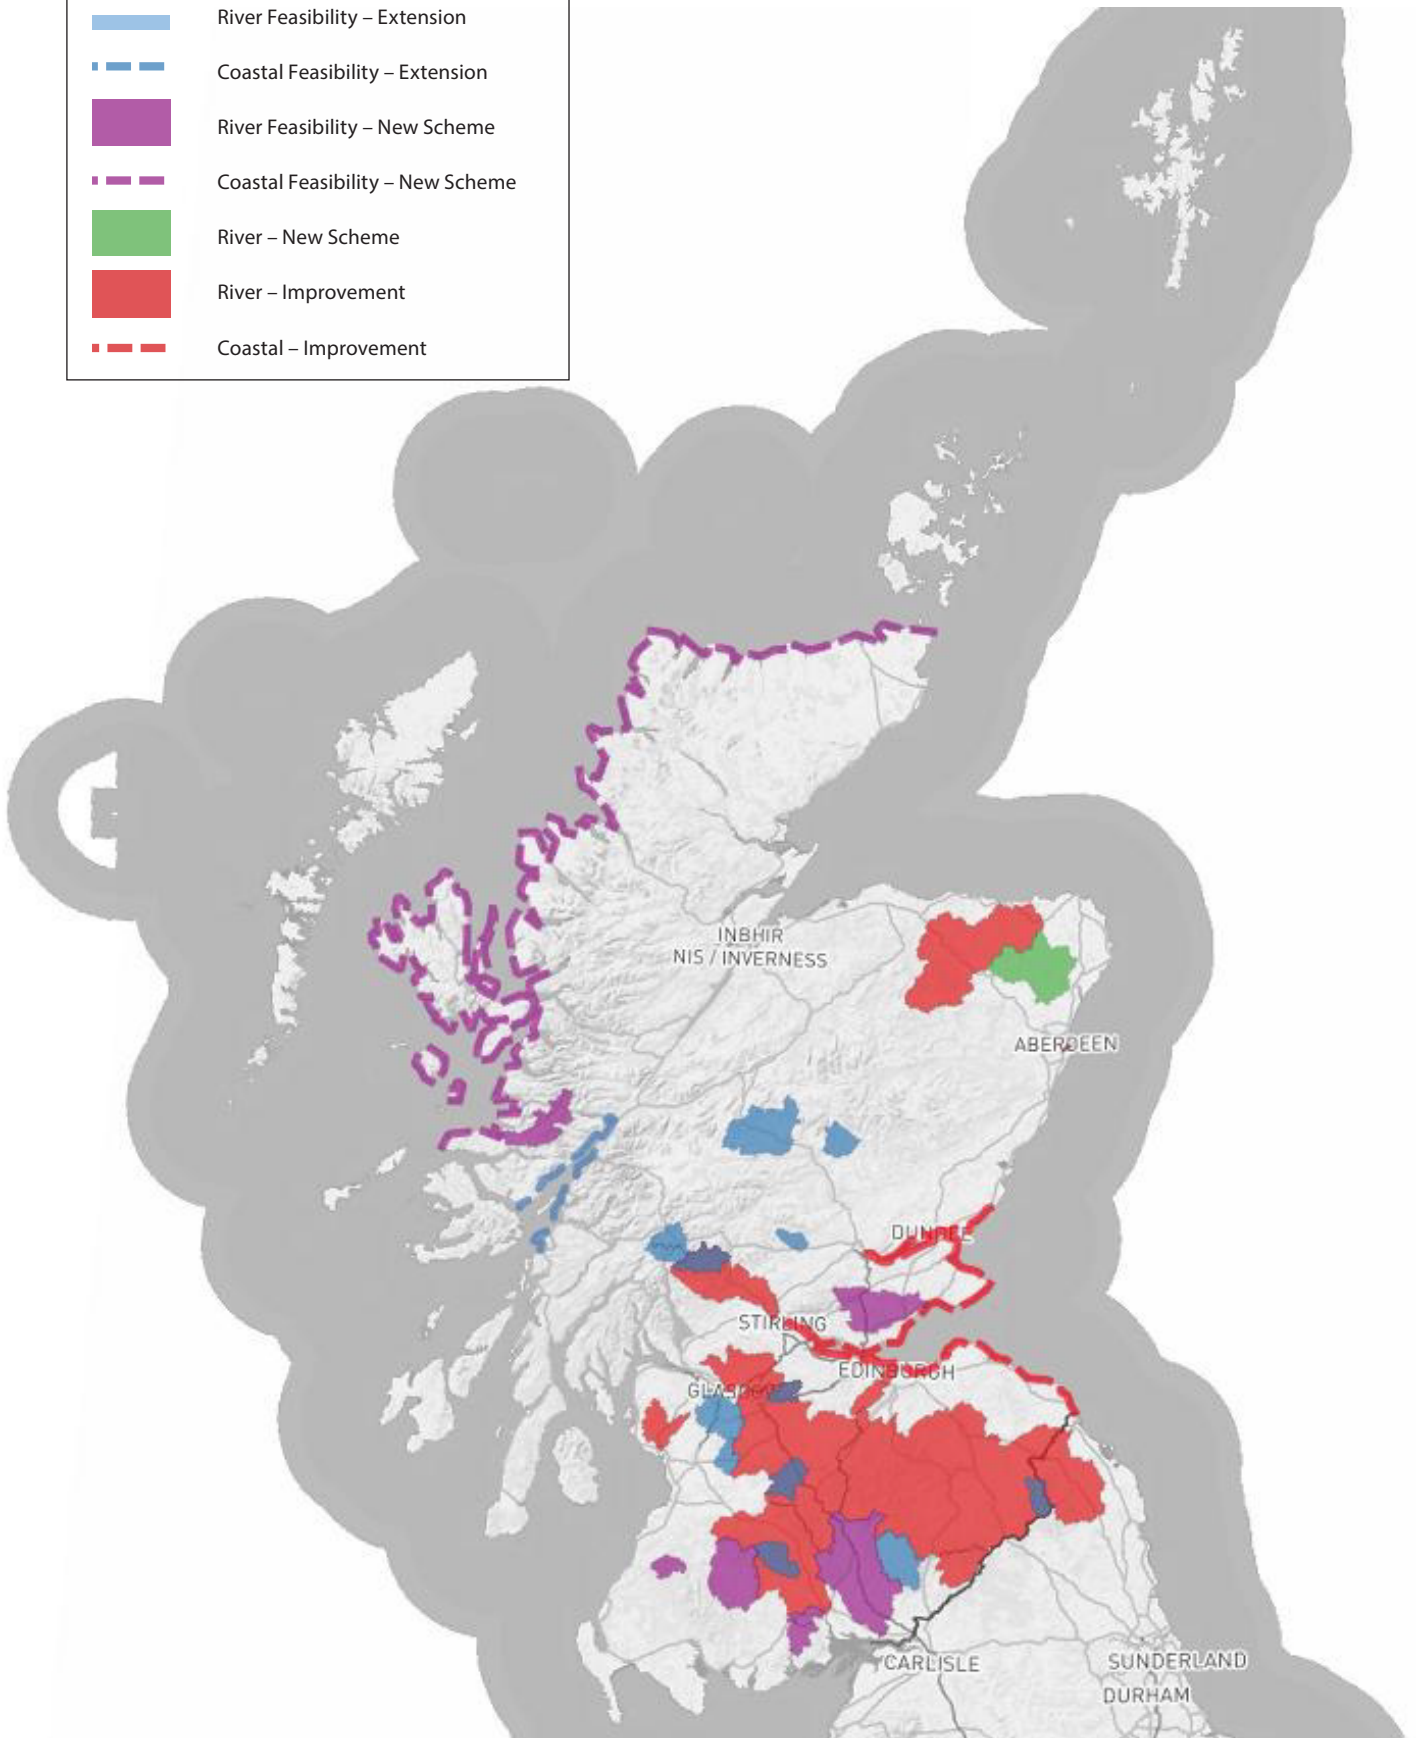 River Feasibility – Extension
Coastal Feasibility – Extension
River Feasibility – New Scheme
Coastal Feasibility – New Scheme
River – New Scheme
River – Improvement
Coastal – Improvement
INBHIR
NIS / INVERNESS
ABERDEEN
DUNDEE
STIRLING
EDINBURGH
GLASGOW
CARLISLE
SUNDERLAND
DURHAM